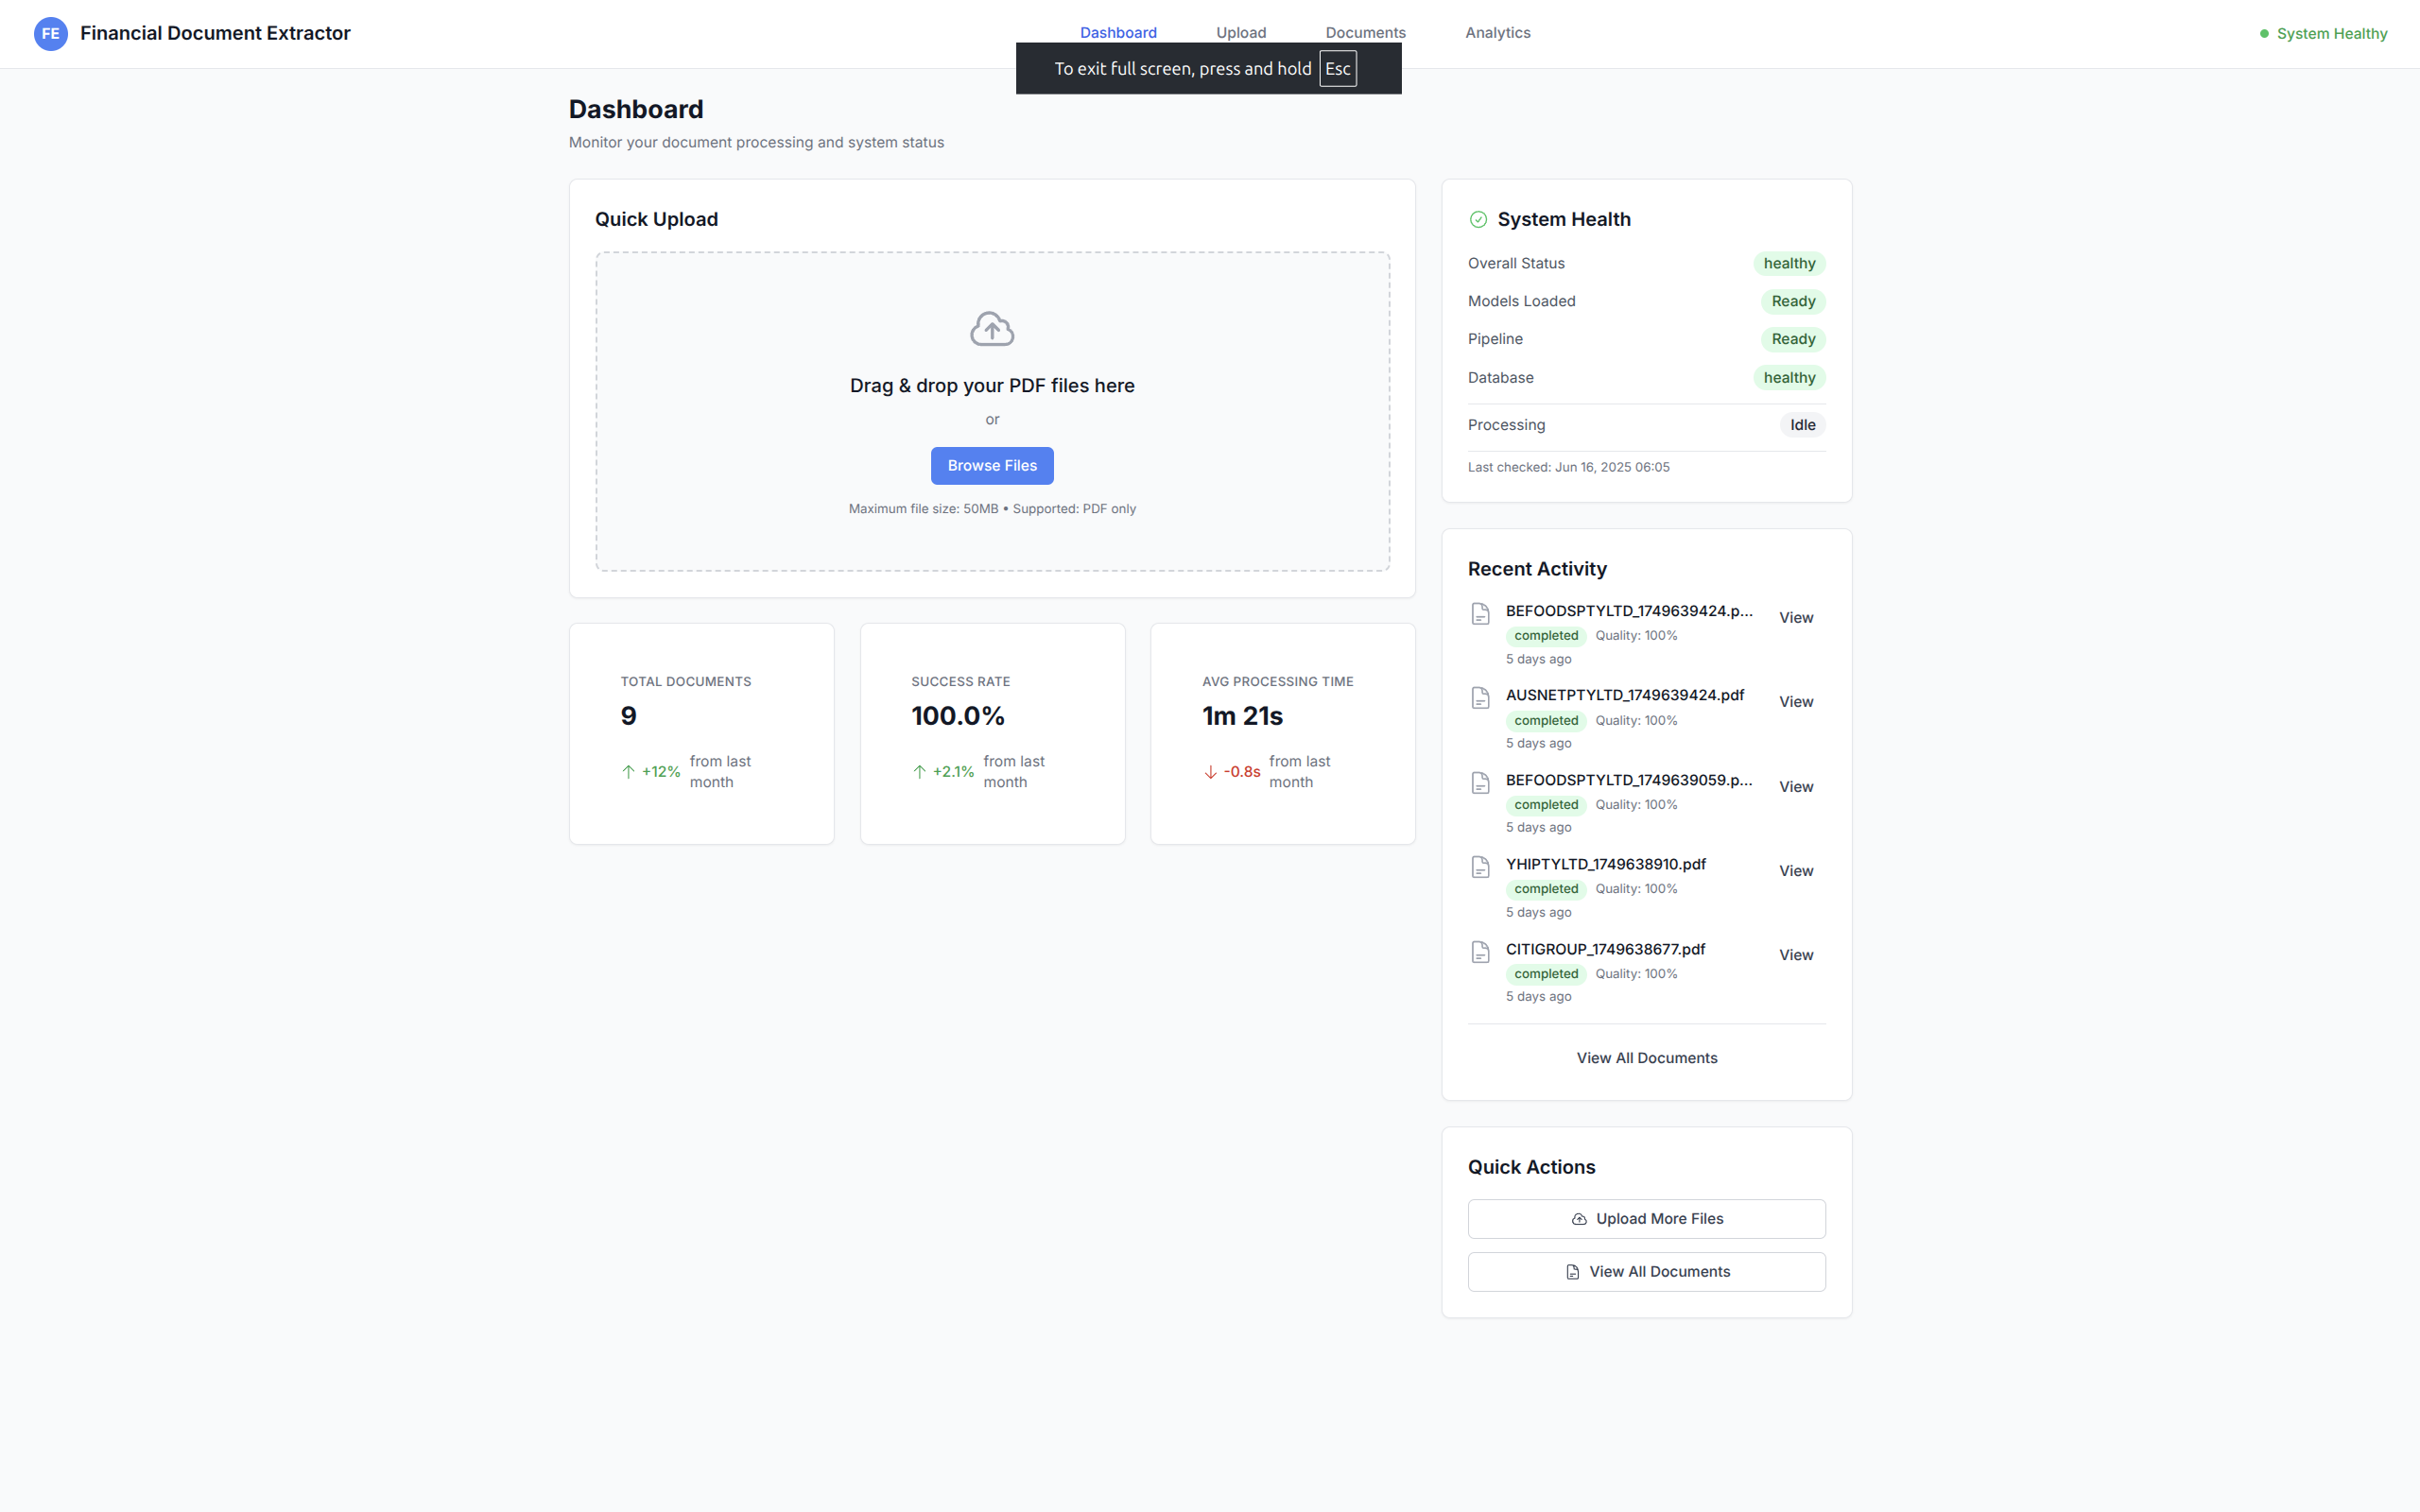 FE Financial Document Extractor
Dashboard Upload Documents Analytics
System Healthy
To exit full screen, press and hold Esc
Dashboard
Monitor your document processing and system status
Quick Upload
Drag & drop your PDF files here
or
Browse Files
Maximum file size: 50MB • Supported: PDF only
TOTAL DOCUMENTS
9
+12% from last
month
SUCCESS RATE
100.0%
+2.1% from last
month
AVG PROCESSING TIME
1m 21s
-0.8s from last
month
System Health
Overall Status healthy
Models Loaded Ready
Pipeline Ready
Database healthy
Processing Idle
Last checked: Jun 16, 2025 06:05
Recent Activity
BEFOODSPTYLTD_1749639424.p... View
completed Quality: 100%
5 days ago
AUSNETPTYLTD_1749639424.pdf View
completed Quality: 100%
5 days ago
BEFOODSPTYLTD_1749639059.p... View
completed Quality: 100%
5 days ago
YHIPTYLTD_1749638910.pdf View
completed Quality: 100%
5 days ago
CITIGROUP_1749638677.pdf View
completed Quality: 100%
5 days ago
View All Documents
Quick Actions
Upload More Files
View All Documents